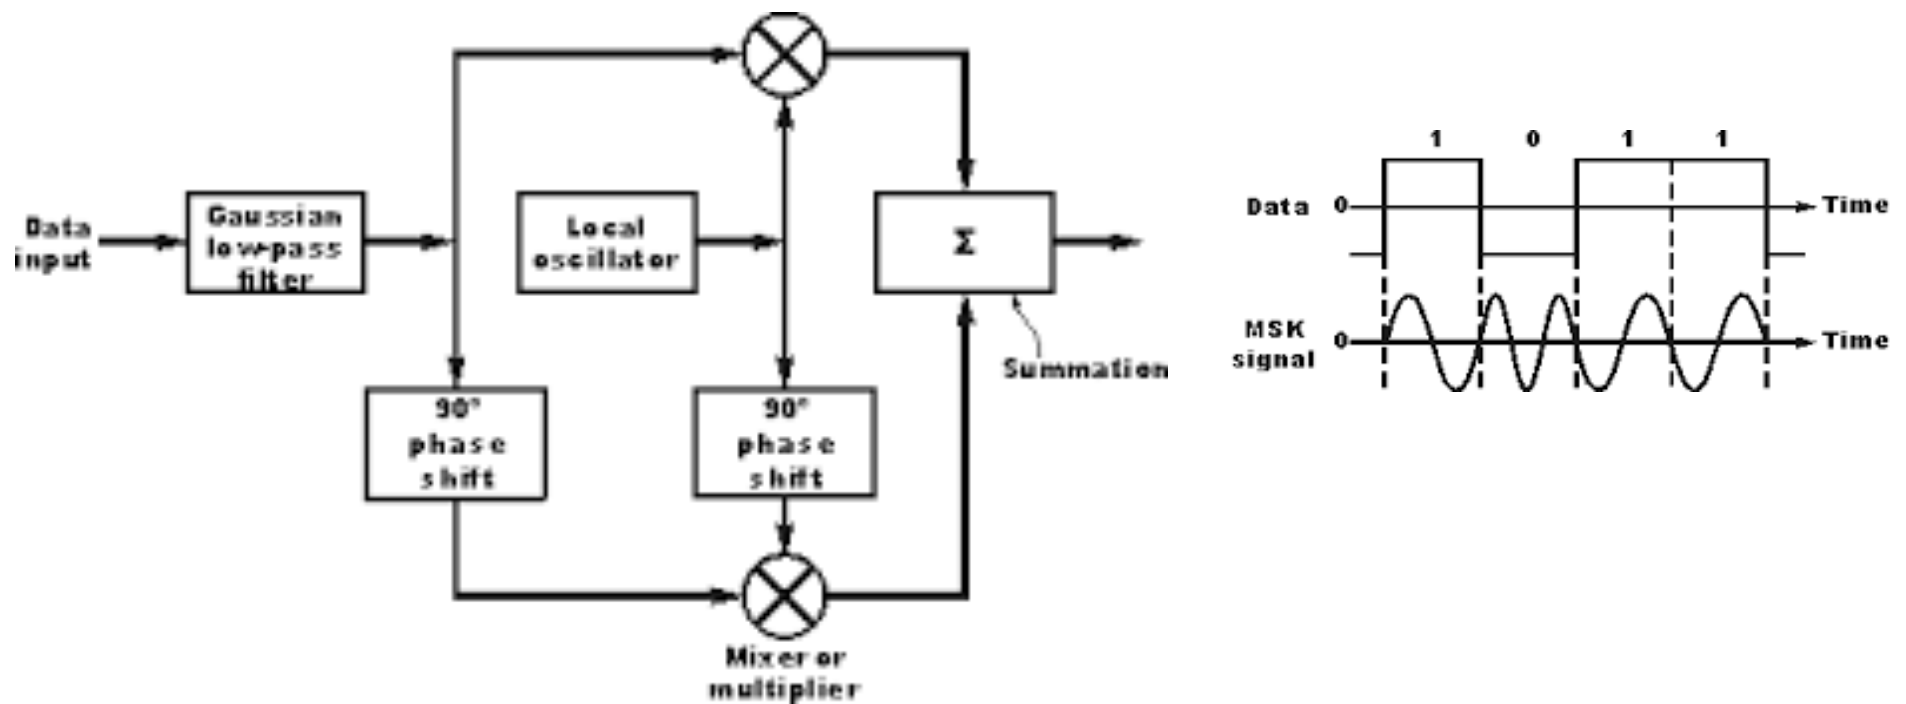 Data
input
Gaussian
low-pass
filter
Local
oscillator
Σ
Summation
90°
phase
shift
90°
phase
shift
Mixer or
multiplier
1 0 1 1
Data 0 Time
MSK
signal
0 Time